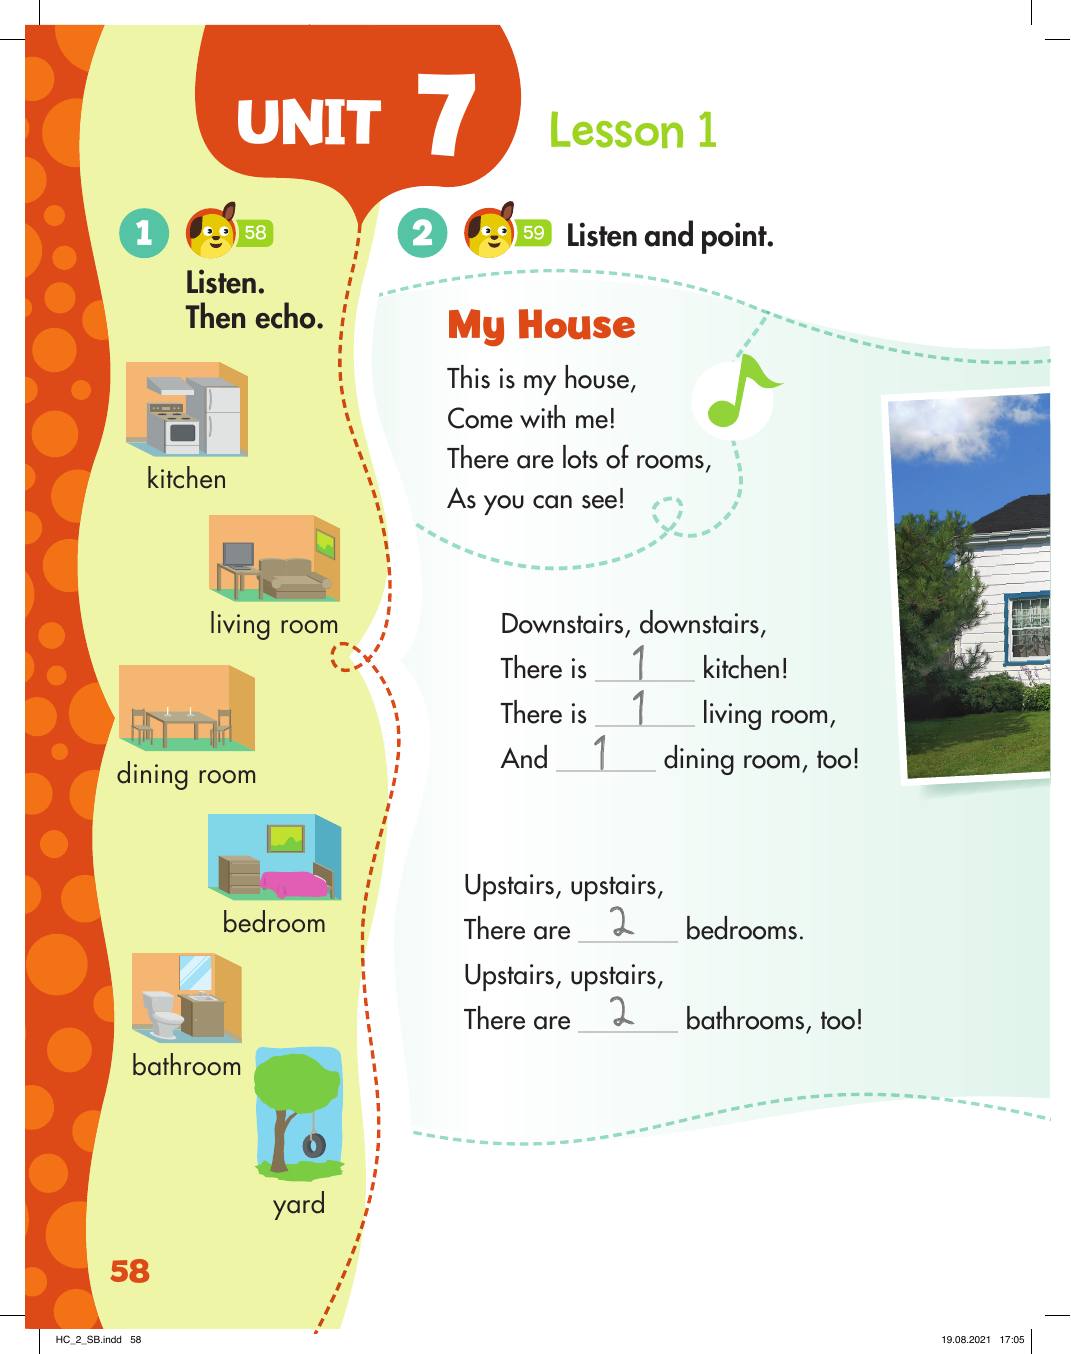 UNIT 7
Lesson 1
1
58
Listen.
Then echo.
kitchen
living room
dining room
bedroom
bathroom
yard
2
59
Listen and point.
My House
This is my house,
Come with me!
There are lots of rooms,
As you can see!
Downstairs, downstairs,
There is 1 kitchen!
There is 1 living room,
And 1 dining room, too!
Upstairs, upstairs,
There are 2 bedrooms.
Upstairs, upstairs,
There are 2 bathrooms, too!
58
HC_2_SB.indd 58
19.08.2021 17:05